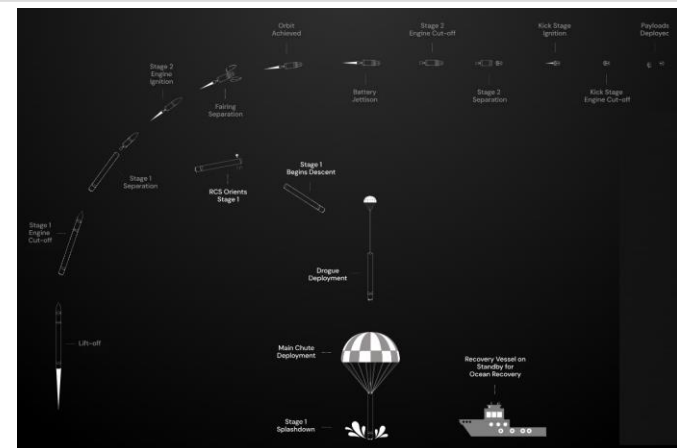 Orbit
Achieved
Stage 2
Engine Cut-off
Kick Stage
Ignition
Payloads
Deployed
Stage 2
Engine
Ignition
Fairing
Separation
Battery
Jettison
Stage 2
Separation
Kick Stage
Engine Cut-off
Stage 1
Separation
RCS Orients
Stage 1
Stage 1
Begins Descent
Stage 1
Engine
Cut-off
Drogue
Deployment
Lift-off
Main Chute
Deployment
Recovery Vessel on
Standby for
Ocean Recovery
Stage 1
Splashdown